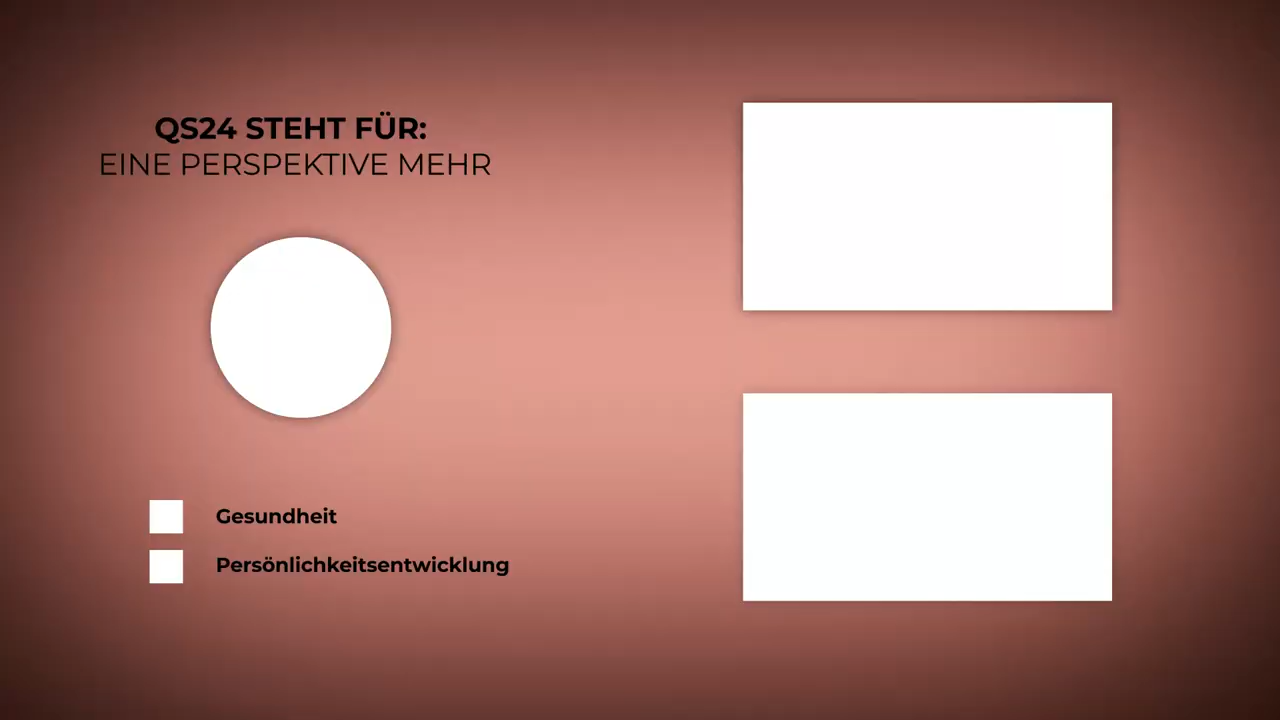 QS24 STEHT FÜR:
EINE PERSPEKTIVE MEHR
Gesundheit
Persönlichkeitsentwicklung